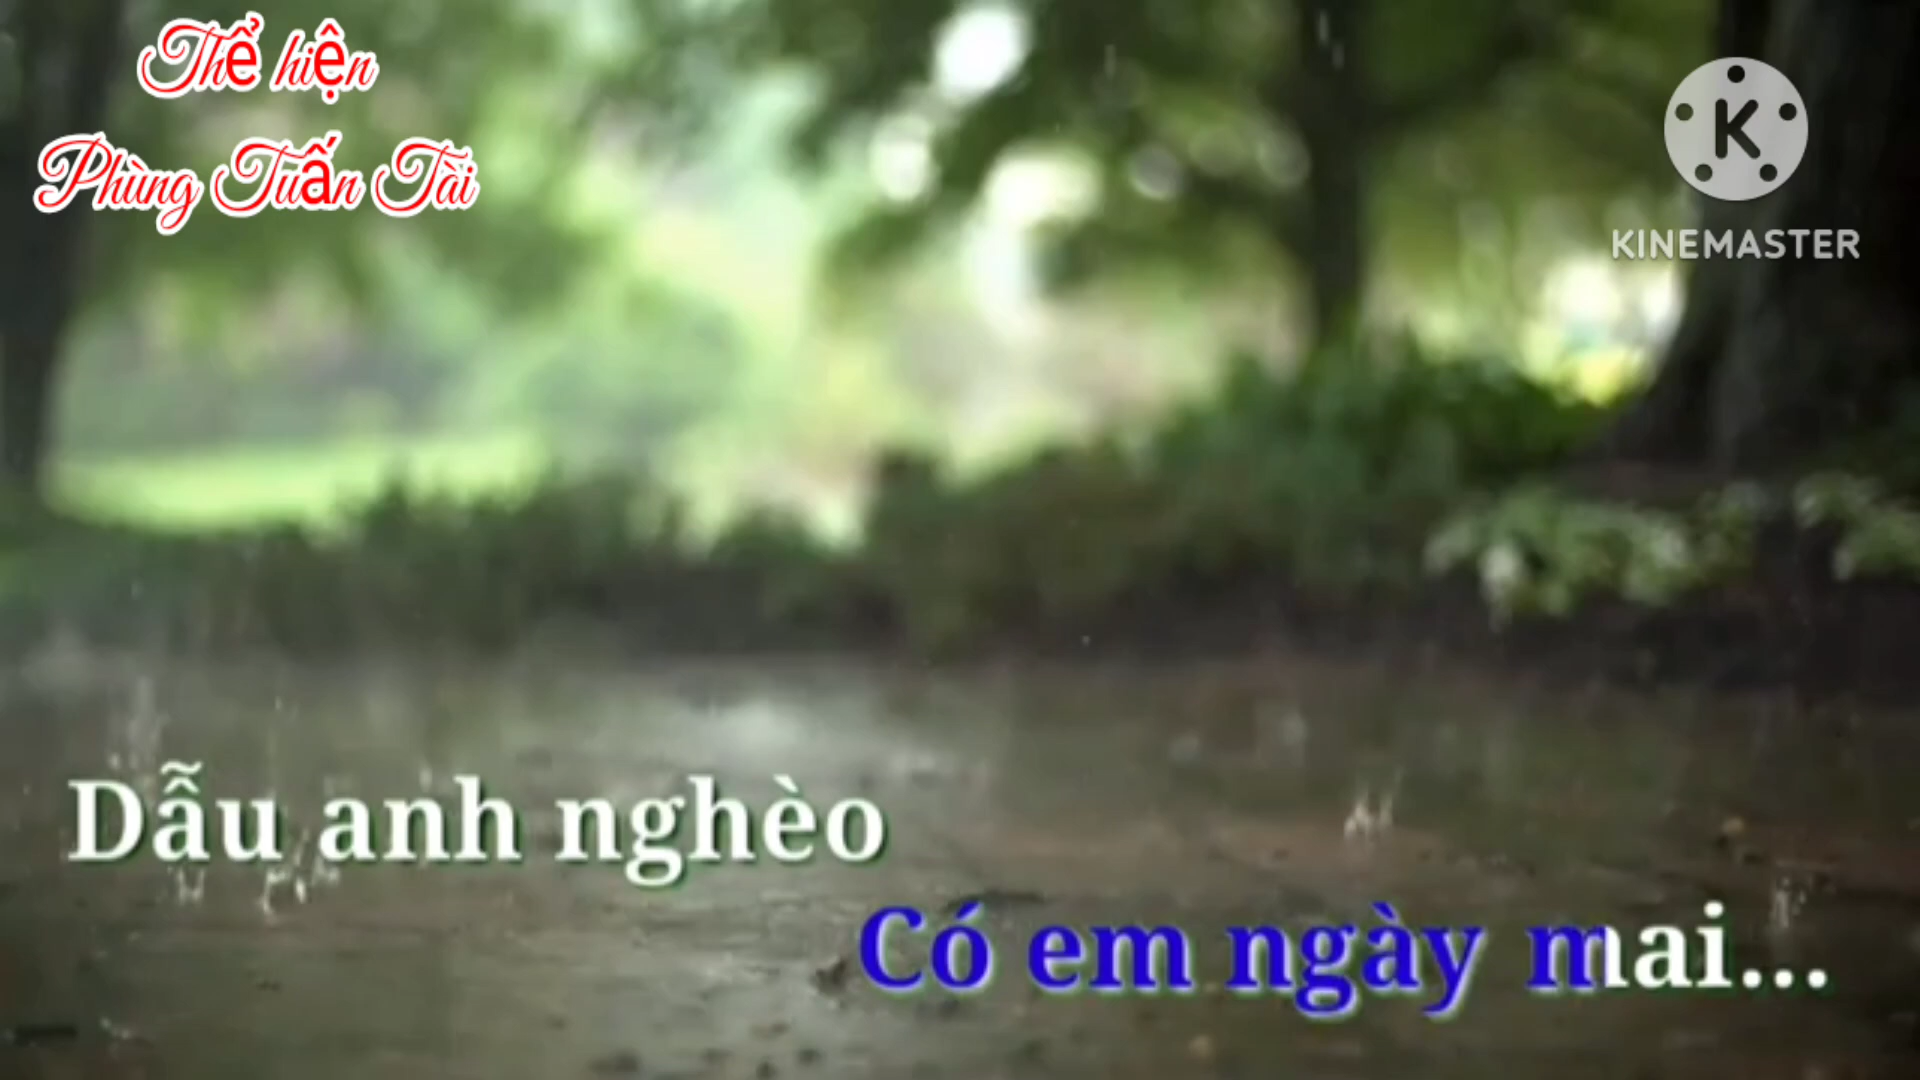 Thể hiện
Phùng Tuấn Tài
KINEMASTER
Dẫu anh nghèo
Có em ngày mai...